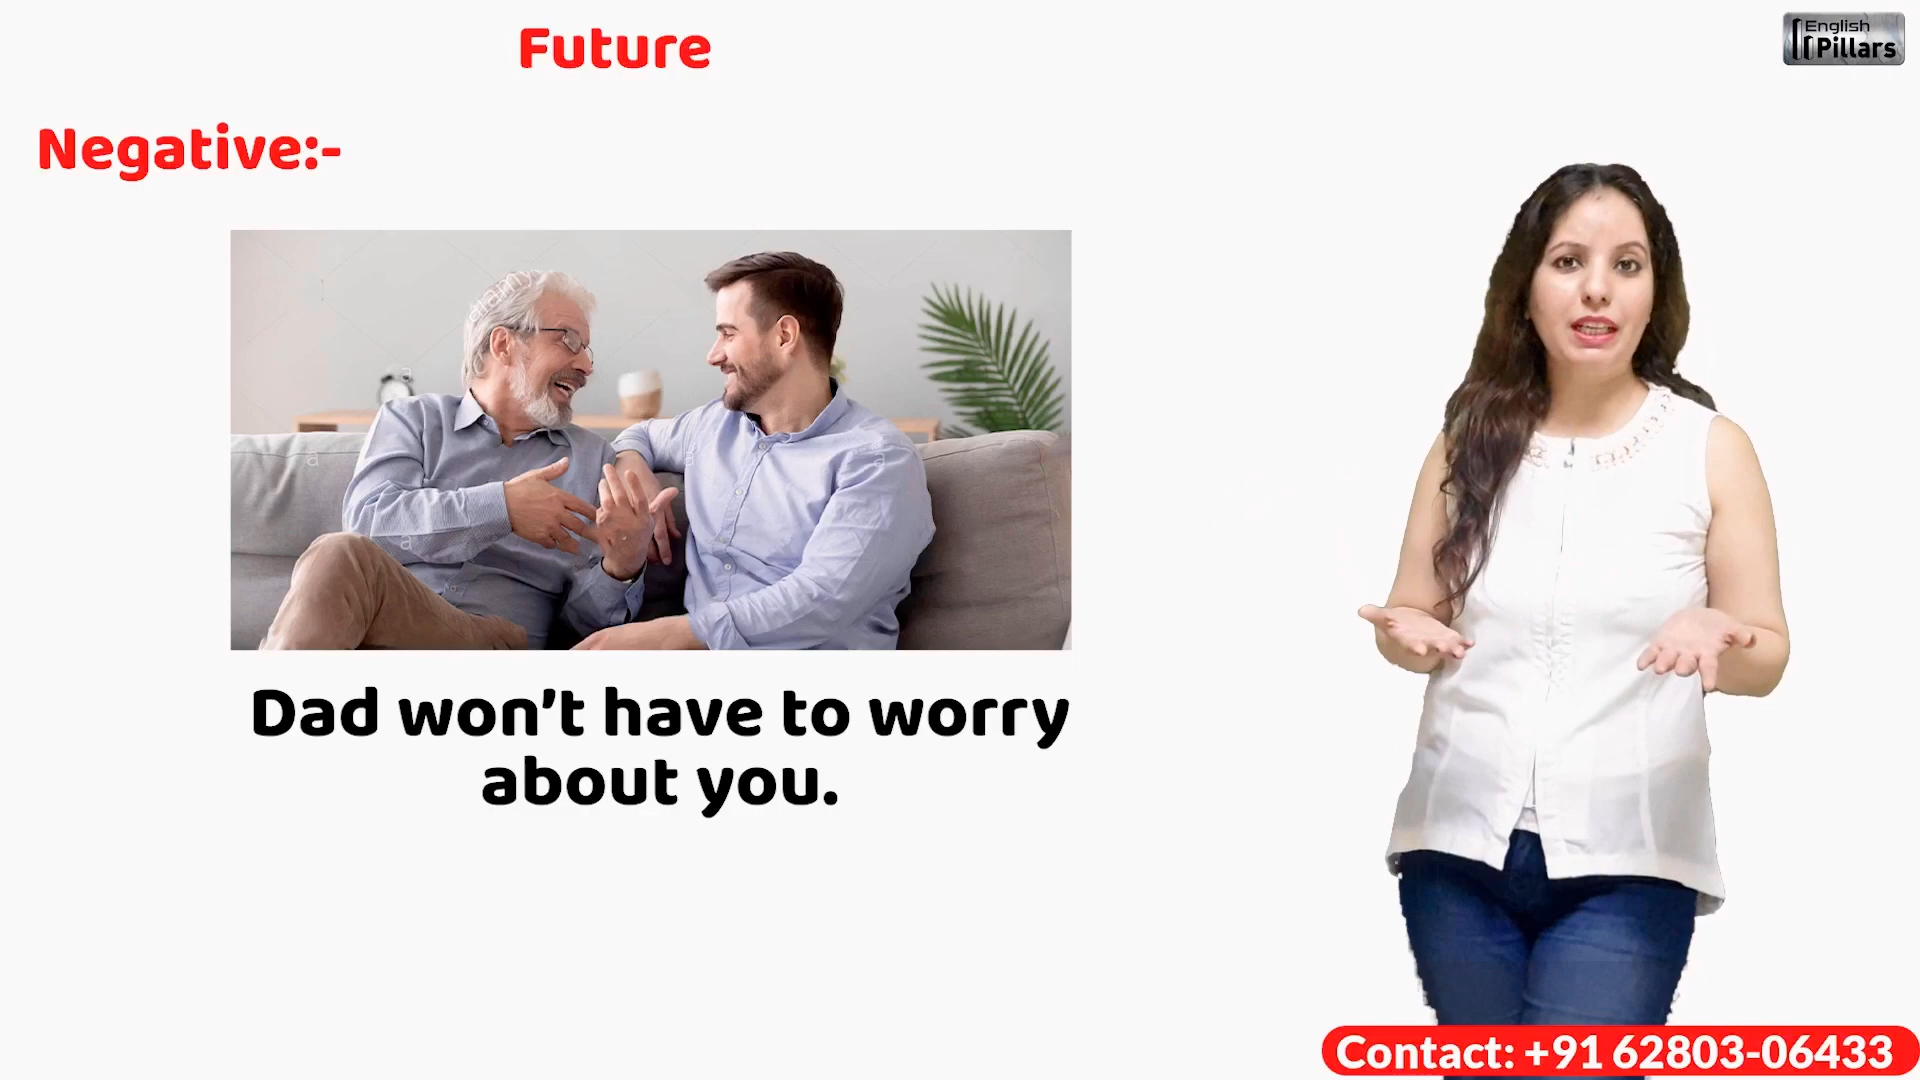 Future
English
Pillars
Negative:-
Dad won't have to worry
about you.
Contact: +91 62803-06433